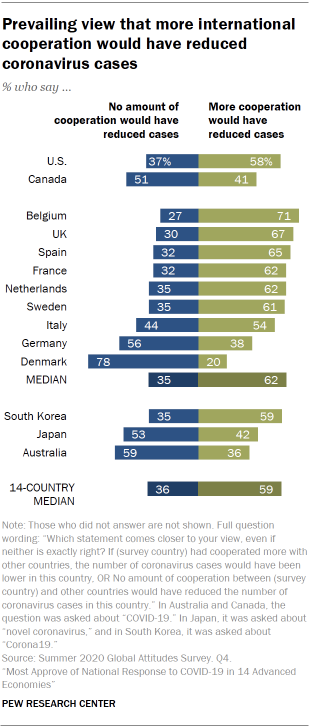 Prevailing view that more international
cooperation would have reduced
coronavirus cases
% who say ...
No amount of
cooperation would have
reduced cases
More cooperation
would have
reduced cases
U.S. 37% 58%
Canada 51 41
Belgium 27 71
UK 30 67
Spain 32 65
France 32 62
Netherlands 35 62
Sweden 35 61
Italy 44 54
Germany 56 38
Denmark 78 20
MEDIAN 35 62
South Korea 35 59
Japan 53 42
Australia 59 36
14-COUNTRY
MEDIAN 36 59
Note: Those who did not answer are not shown. Full question
wording: “Which statement comes closer to your view, even if
neither is exactly right? If (survey country) had cooperated more with
other countries, the number of coronavirus cases would have been
lower in this country, OR No amount of cooperation between (survey
country) and other countries would have reduced the number of
coronavirus cases in this country.” In Australia and Canada, the
question was asked about “COVID-19.” In Japan, it was asked about
“novel coronavirus,” and in South Korea, it was asked about
“Corona19.”
Source: Summer 2020 Global Attitudes Survey. Q4.
“Most Approve of National Response to COVID-19 in 14 Advanced
Economies”
PEW RESEARCH CENTER